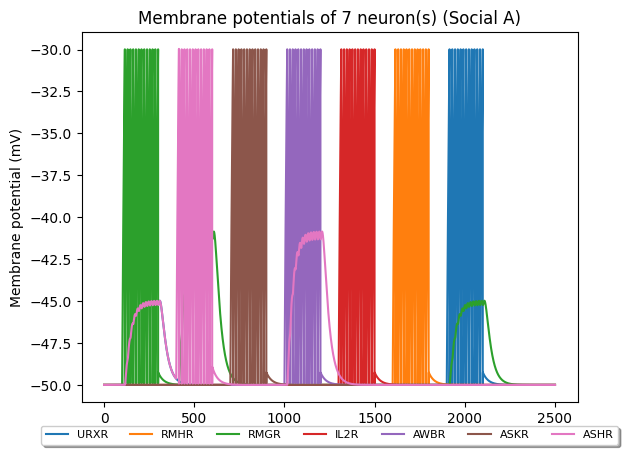 Membrane potentials of 7 neuron(s) (Social A)
Membrane potential (mV)
−30.0
−32.5
−35.0
−37.5
−40.0
−42.5
−45.0
−47.5
−50.0
0 500 1000 1500 2000 2500
URXR RMHR RMGR IL2R AWBR ASKR ASHR